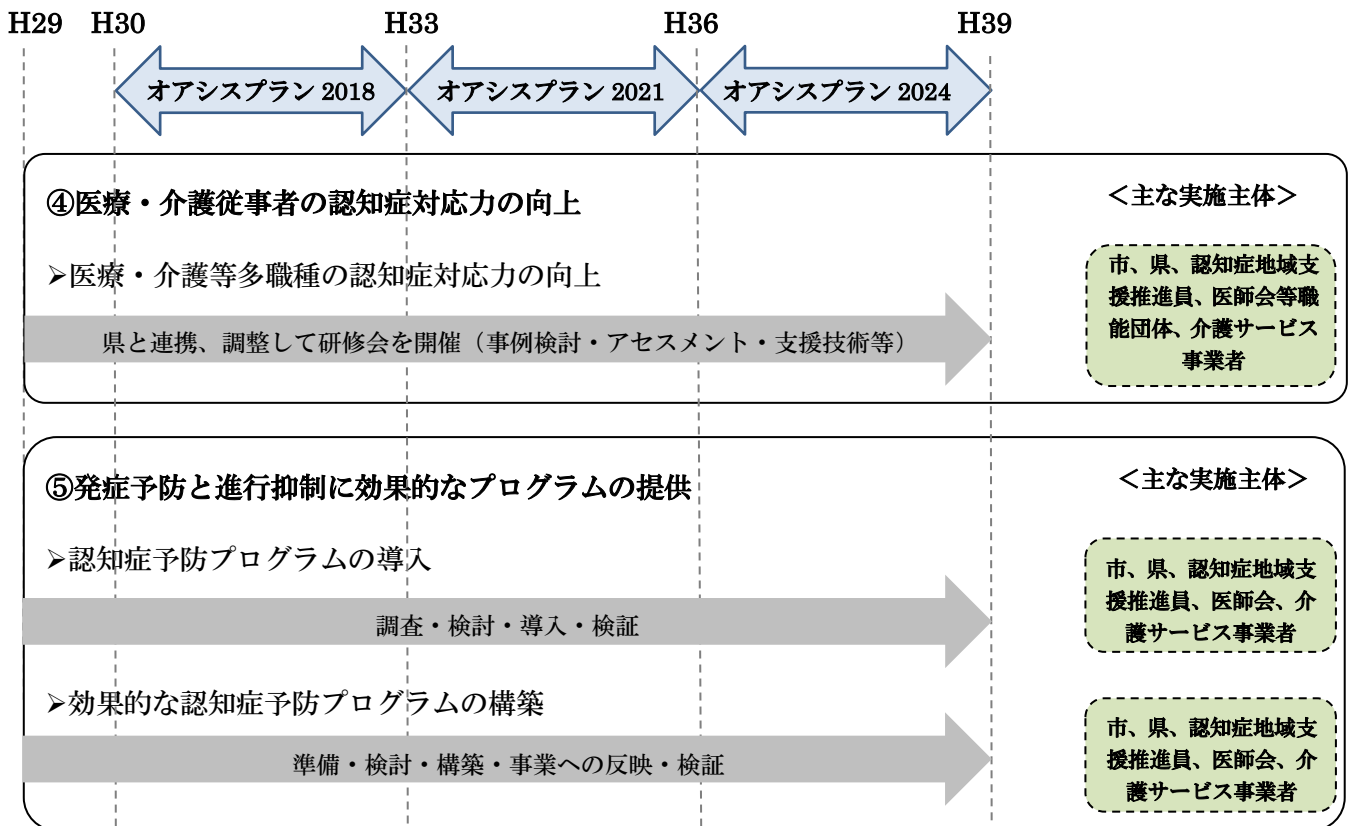 H29 H30 H33 H36 H39
オアシスプラン 2018 オアシスプラン 2021 オアシスプラン 2024
④医療・介護従事者の認知症対応力の向上
＜主な実施主体＞
➢医療・介護等多職種の認知症対応力の向上
県と連携、調整して研修会を開催（事例検討・アセスメント・支援技術等）
市、県、認知症地域支
援推進員、医師会等職
能団体、介護サービス
事業者
⑤発症予防と進行抑制に効果的なプログラムの提供
＜主な実施主体＞
➢認知症予防プログラムの導入
調査・検討・導入・検証
市、県、認知症地域支
援推進員、医師会、介
護サービス事業者
➢効果的な認知症予防プログラムの構築
準備・検討・構築・事業への反映・検証
市、県、認知症地域支
援推進員、医師会、介
護サービス事業者